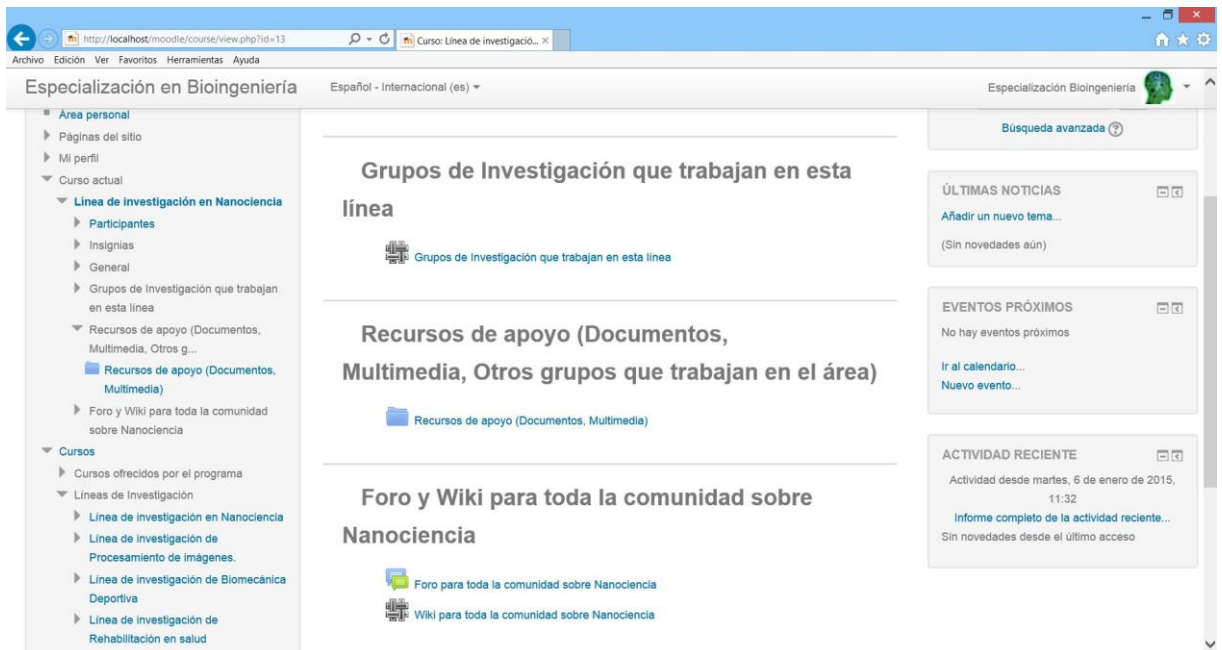 http://localhost/moodle/course/view.php?id=13
Curso: Línea de investigació...
Archivo Edición Ver Favoritos Herramientas Ayuda
Especialización en Bioingeniería
Español - Internacional (es)
Especialización Bioingeniería
Área personal
Páginas del sitio
Mi perfil
Curso actual
Línea de investigación en Nanociencia
Participantes
Insignias
General
Grupos de Investigación que trabajan
en esta línea
Recursos de apoyo (Documentos,
Multimedia, Otros g...
Recursos de apoyo (Documentos,
Multimedia)
Foro y Wiki para toda la comunidad
sobre Nanociencia
Cursos
Cursos ofrecidos por el programa
Líneas de Investigación
Línea de investigación en Nanociencia
Línea de investigación de
Procesamiento de imágenes.
Línea de investigación de Biomecánica
Deportiva
Línea de investigación de
Rehabilitación en salud
Grupos de Investigación que trabajan en esta
línea
Grupos de Investigación que trabajan en esta línea
Recursos de apoyo (Documentos,
Multimedia, Otros grupos que trabajan en el área)
Recursos de apoyo (Documentos, Multimedia)
Foro y Wiki para toda la comunidad sobre
Nanociencia
Foro para toda la comunidad sobre Nanociencia
Wiki para toda la comunidad sobre Nanociencia
Búsqueda avanzada
ÚLTIMAS NOTICIAS
Añadir un nuevo tema...
(Sin novedades aún)
EVENTOS PRÓXIMOS
No hay eventos próximos
Ir al calendario...
Nuevo evento...
ACTIVIDAD RECIENTE
Actividad desde martes, 6 de enero de 2015,
11:32
Informe completo de la actividad reciente...
Sin novedades desde el último acceso